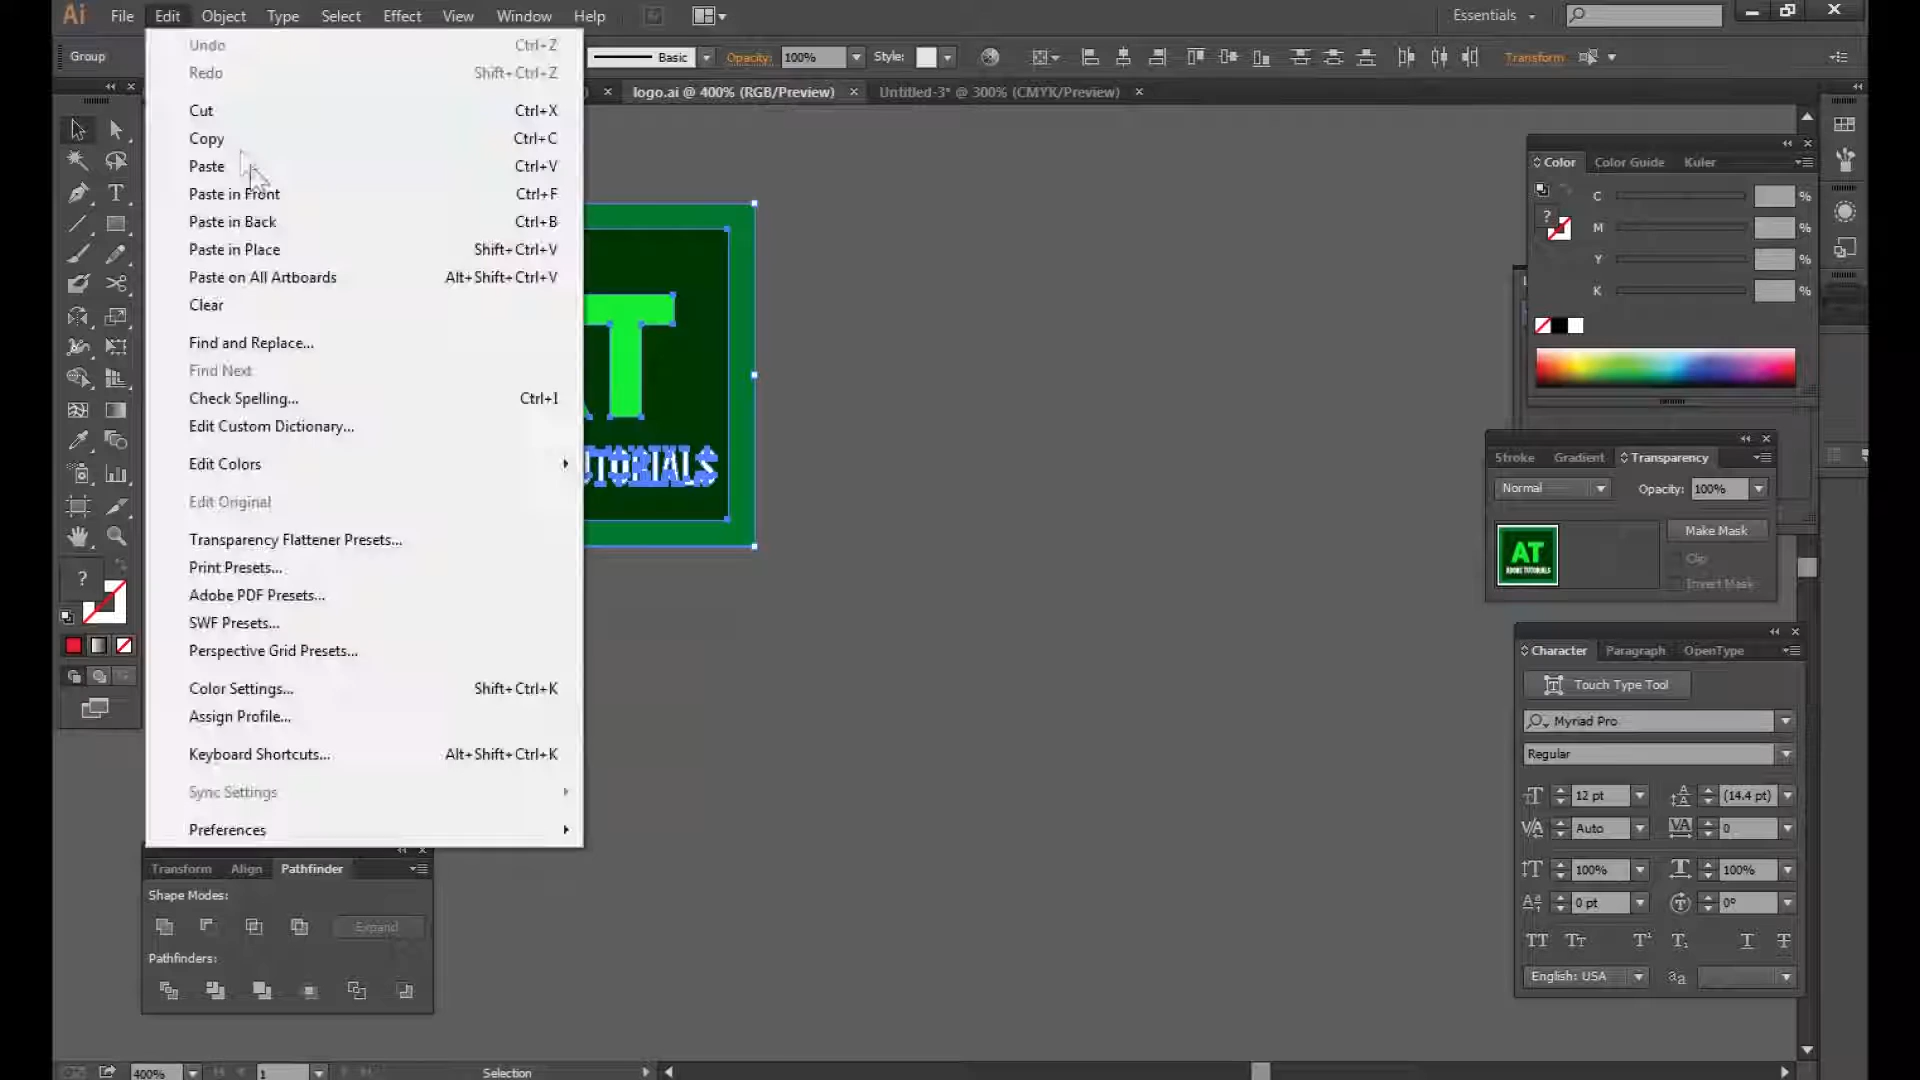 Ai File Edit Object Type Select Effect View Window Help Essentials
Group Basic Opacity: 100% Style: Transform
logo.ai @ 400% (RGB/Preview) Untitled-3* @ 300% (CMYK/Preview)
Undo Ctrl+Z
Redo Shift+Ctrl+Z
Cut Ctrl+X
Copy Ctrl+C
Paste Ctrl+V
Paste in Front Ctrl+F
Paste in Back Ctrl+B
Paste in Place Shift+Ctrl+V
Paste on All Artboards Alt+Shift+Ctrl+V
Clear
Find and Replace...
Find Next
Check Spelling... Ctrl+I
Edit Custom Dictionary...
Edit Colors
Edit Original
Transparency Flattener Presets...
Print Presets...
Adobe PDF Presets...
SWF Presets...
Perspective Grid Presets...
Color Settings... Shift+Ctrl+K
Assign Profile...
Keyboard Shortcuts... Alt+Shift+Ctrl+K
Sync Settings
Preferences
Transform Align Pathfinder
Shape Modes:
Expand
Pathfinders:
400% 1 Selection
T
UTORIALS
Color Color Guide Kuler
?
C %
M %
Y %
K %
Stroke Gradient Transparency
Normal Opacity: 100%
AT
ADOBE TUTORIALS
Make Mask
Clip
Invert Mask
Character Paragraph OpenType
Touch Type Tool
Myriad Pro
Regular
12 pt (14.4 pt)
Auto 0
100% 100%
0 pt 0°
English: USA
?